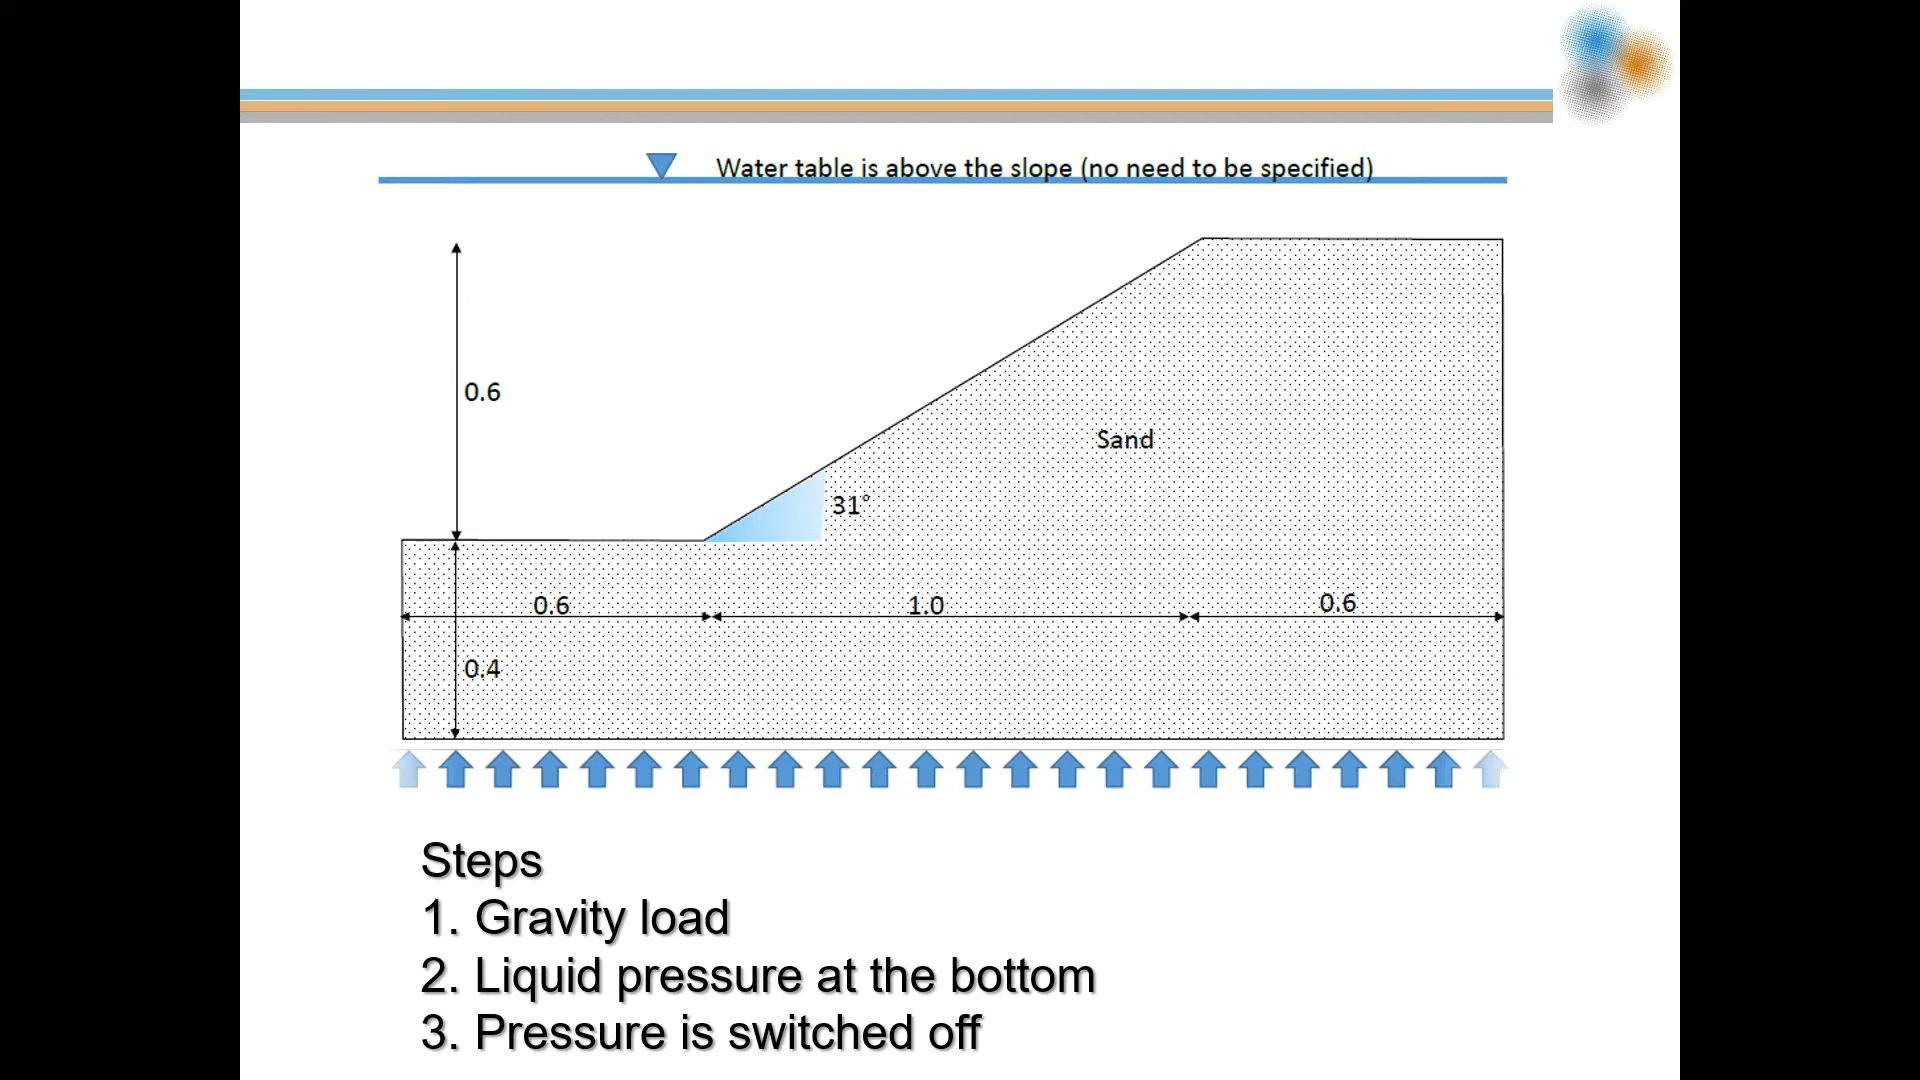 Water table is above the slope (no need to be specified)
0.6
Sand
31°
0.6
1.0
0.6
0.4
Steps
1. Gravity load
2. Liquid pressure at the bottom
3. Pressure is switched off